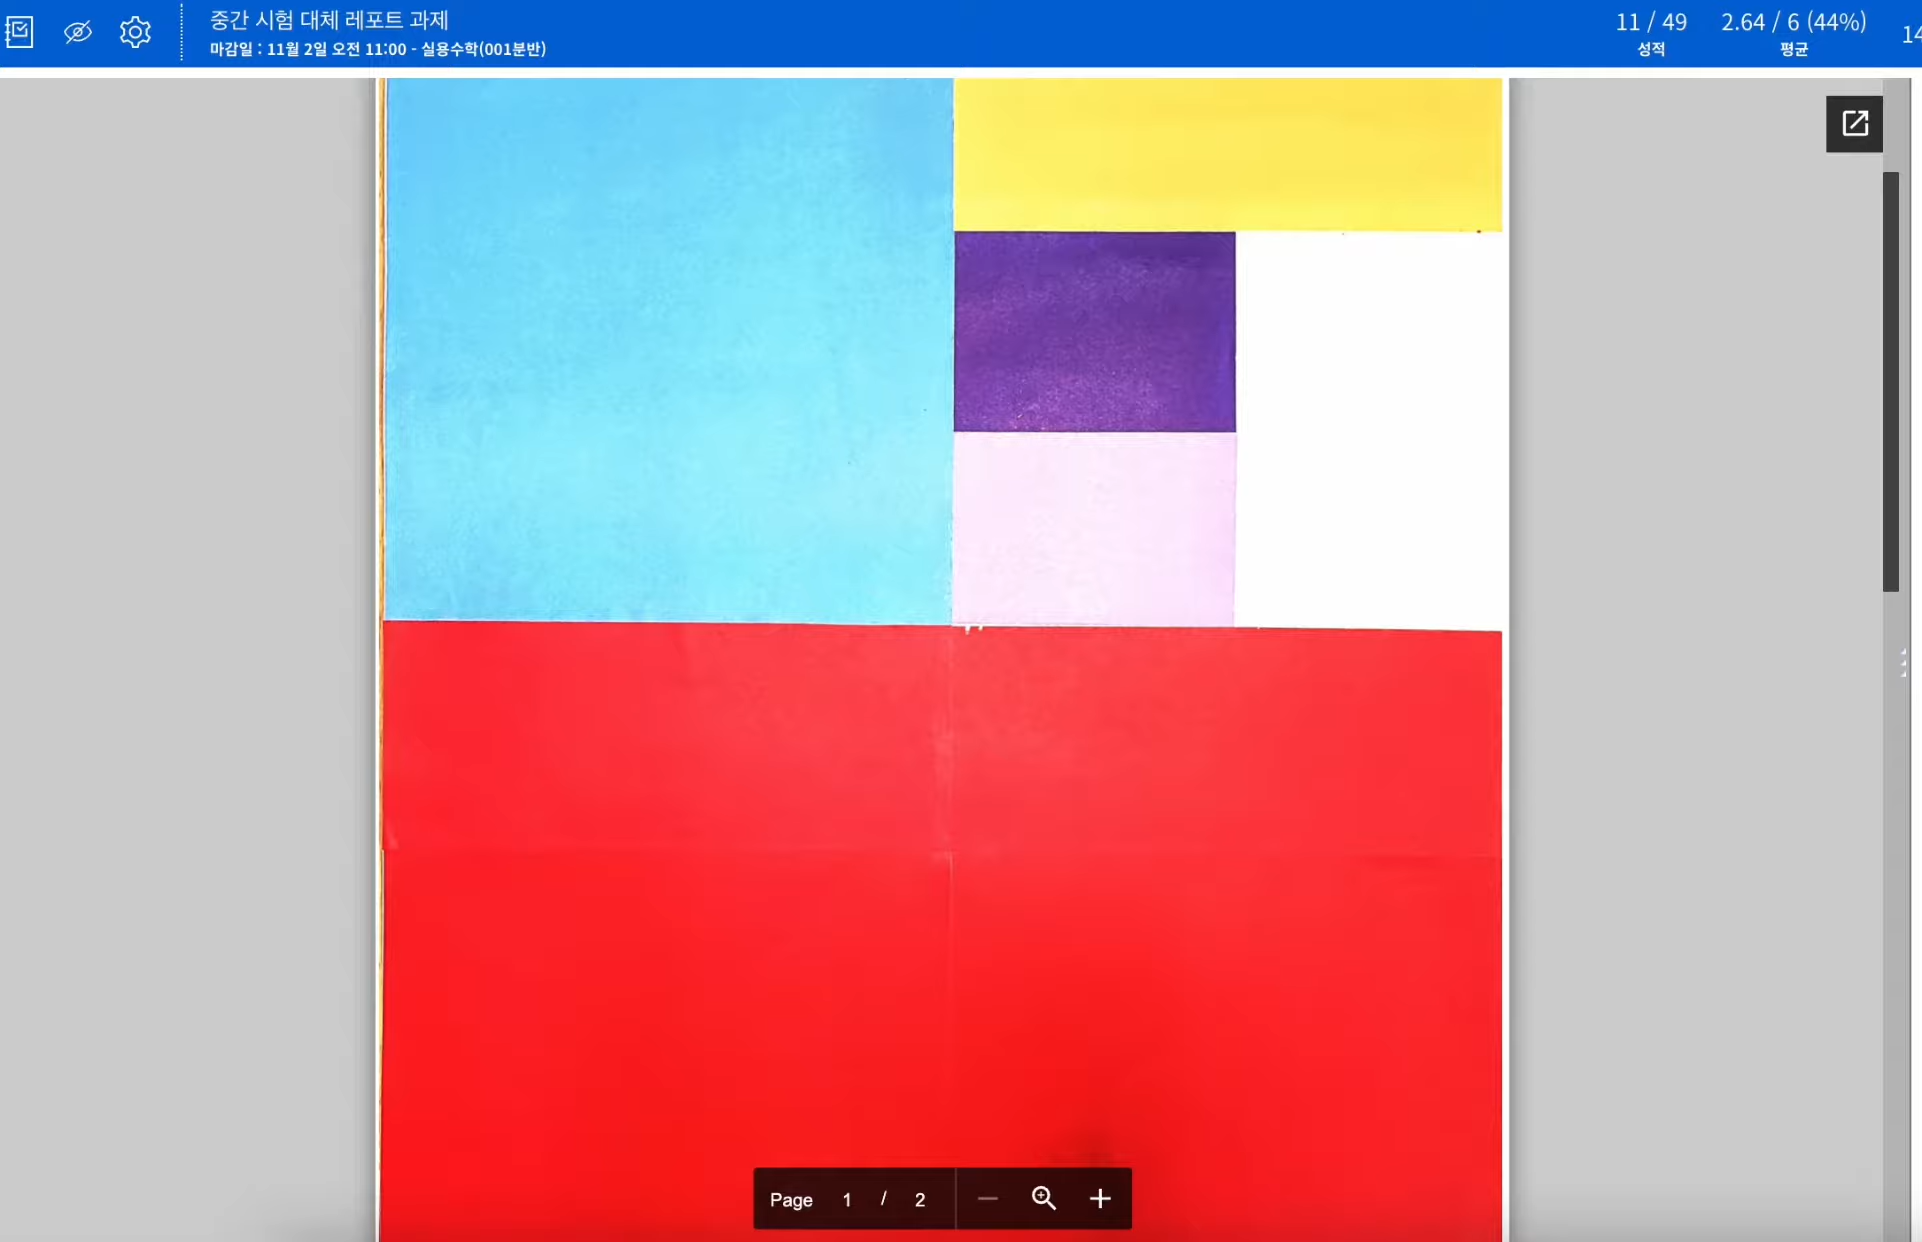 중간 시험 대체 레포트 과제
마감일 : 11월 2일 오전 11:00 - 실용수학(001분반)
11 / 49
성적
2.64 / 6 (44%)
평균
Page 1 / 2